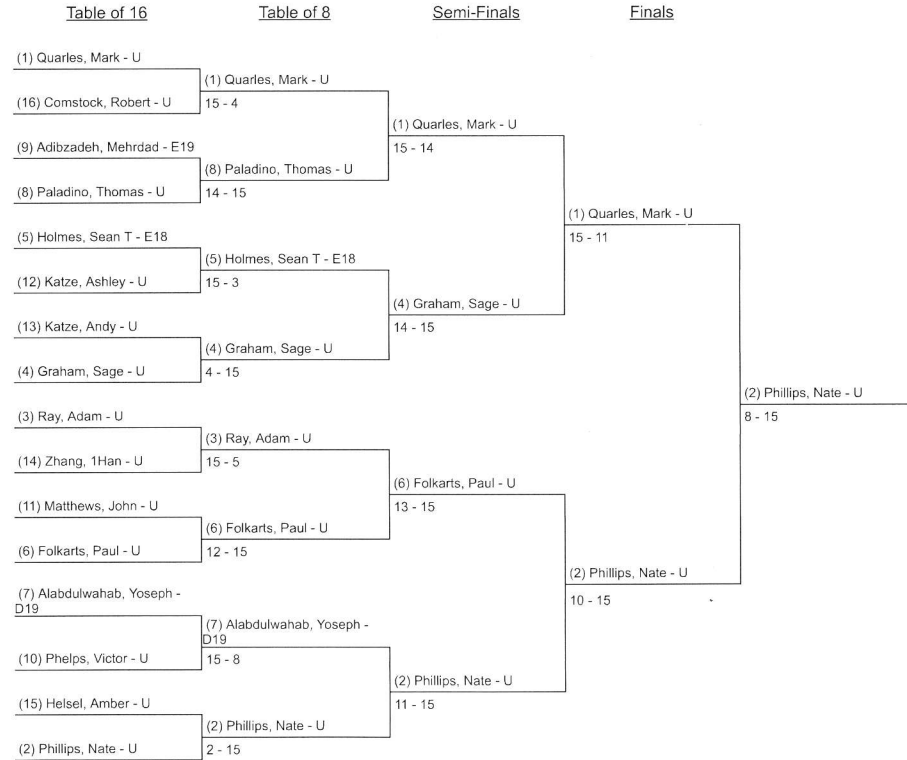 Table of 16 Table of 8 Semi-Finals Finals
(1) Quarles, Mark - U
(1) Quarles, Mark - U
(16) Comstock, Robert - U
15 - 4
(1) Quarles, Mark - U
(9) Adibzadeh, Mehrdad - E19
15 - 14
(8) Paladino, Thomas - U
(8) Paladino, Thomas - U
14 - 15
(1) Quarles, Mark - U
(5) Holmes, Sean T - E18
15 - 11
(5) Holmes, Sean T - E18
(12) Katze, Ashley - U
15 - 3
(4) Graham, Sage - U
(13) Katze, Andy - U
14 - 15
(4) Graham, Sage - U
(4) Graham, Sage - U
4 - 15
(2) Phillips, Nate - U
(3) Ray, Adam - U
8 - 15
(3) Ray, Adam - U
(14) Zhang, 1Han - U
15 - 5
(6) Folkarts, Paul - U
(11) Matthews, John - U
13 - 15
(6) Folkarts, Paul - U
(6) Folkarts, Paul - U
12 - 15
(2) Phillips, Nate - U
(7) Alabdulwahab, Yoseph -
D19
10 - 15
(7) Alabdulwahab, Yoseph -
D19
(10) Phelps, Victor - U
15 - 8
(2) Phillips, Nate - U
(15) Helsel, Amber - U
11 - 15
(2) Phillips, Nate - U
(2) Phillips, Nate - U
2 - 15